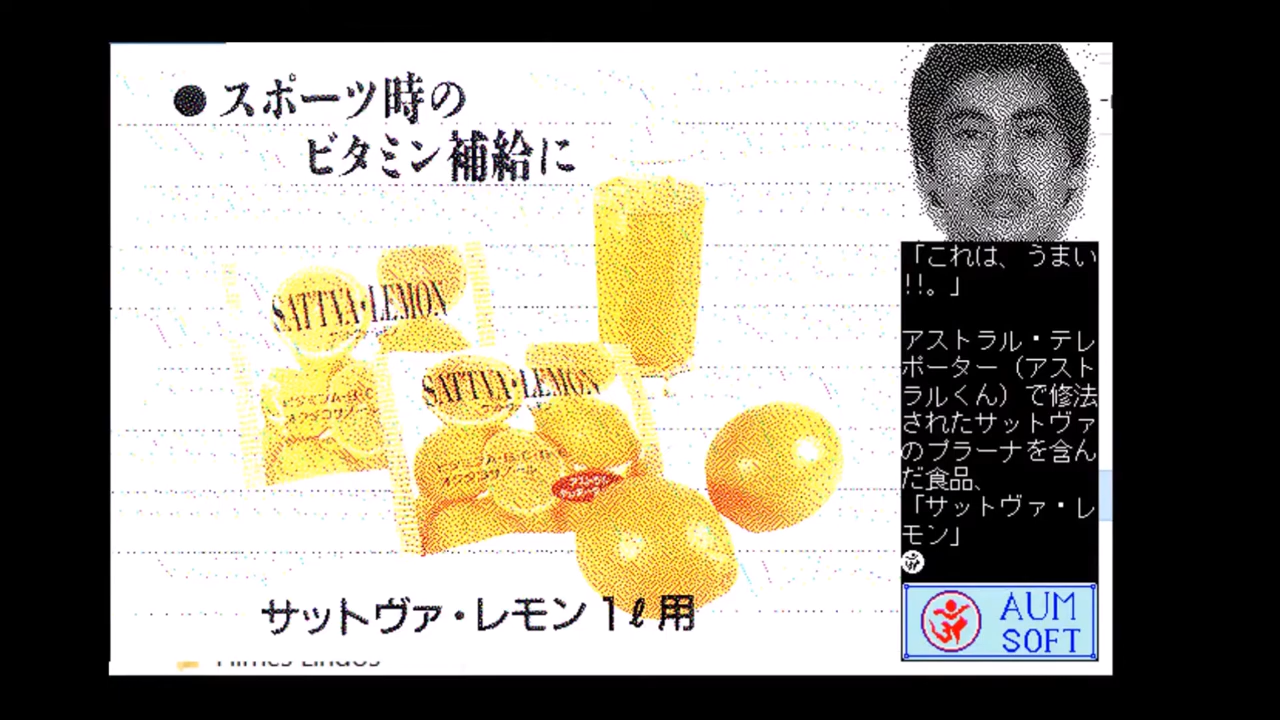 ●スポーツ時の
ビタミン補給に
SATTVA・LEMON
SATTVA・LEMON
サットヴァ・レモン1ℓ用
「これは、うまい
!!。」
アストラル・テレ
ポーター（アスト
ラルくん）で修法
されたサットヴァ
のプラーナを含ん
だ食品、
「サットヴァ・レ
モン」
AUM
SOFT